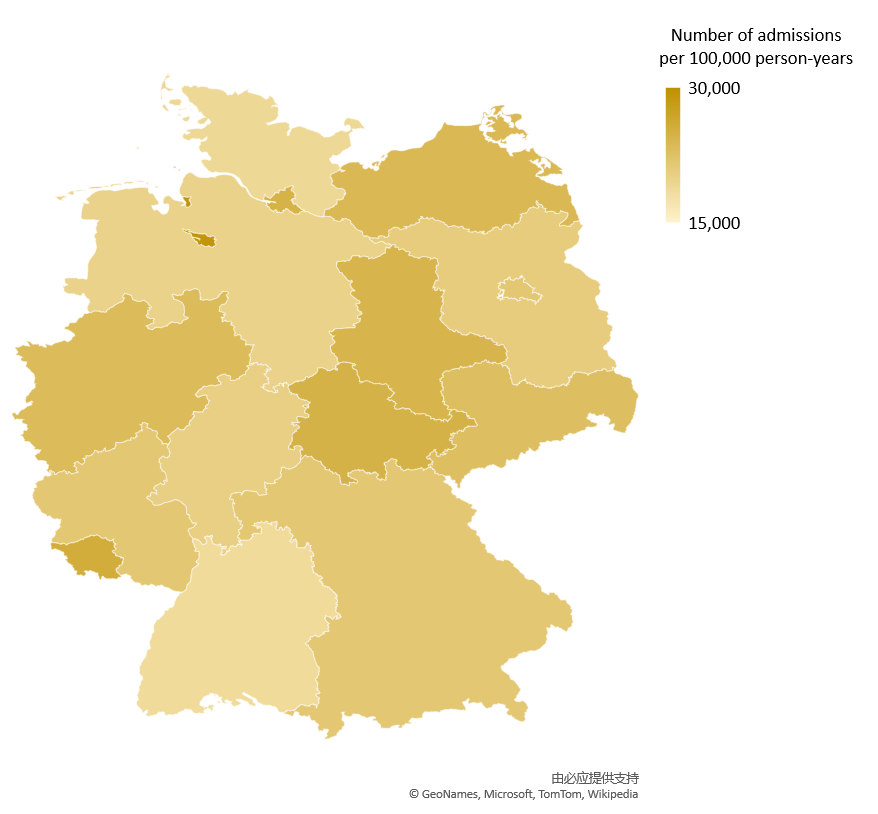 Number of admissions
per 100,000 person-years
30,000
15,000
由必应提供支持
© GeoNames, Microsoft, TomTom, Wikipedia